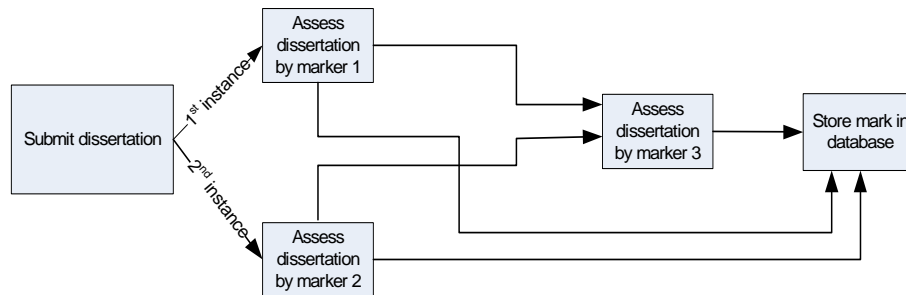 Submit dissertation
1st instance
2nd instance
Assess
dissertation
by marker 1
Assess
dissertation
by marker 2
Assess
dissertation
by marker 3
Store mark in
database